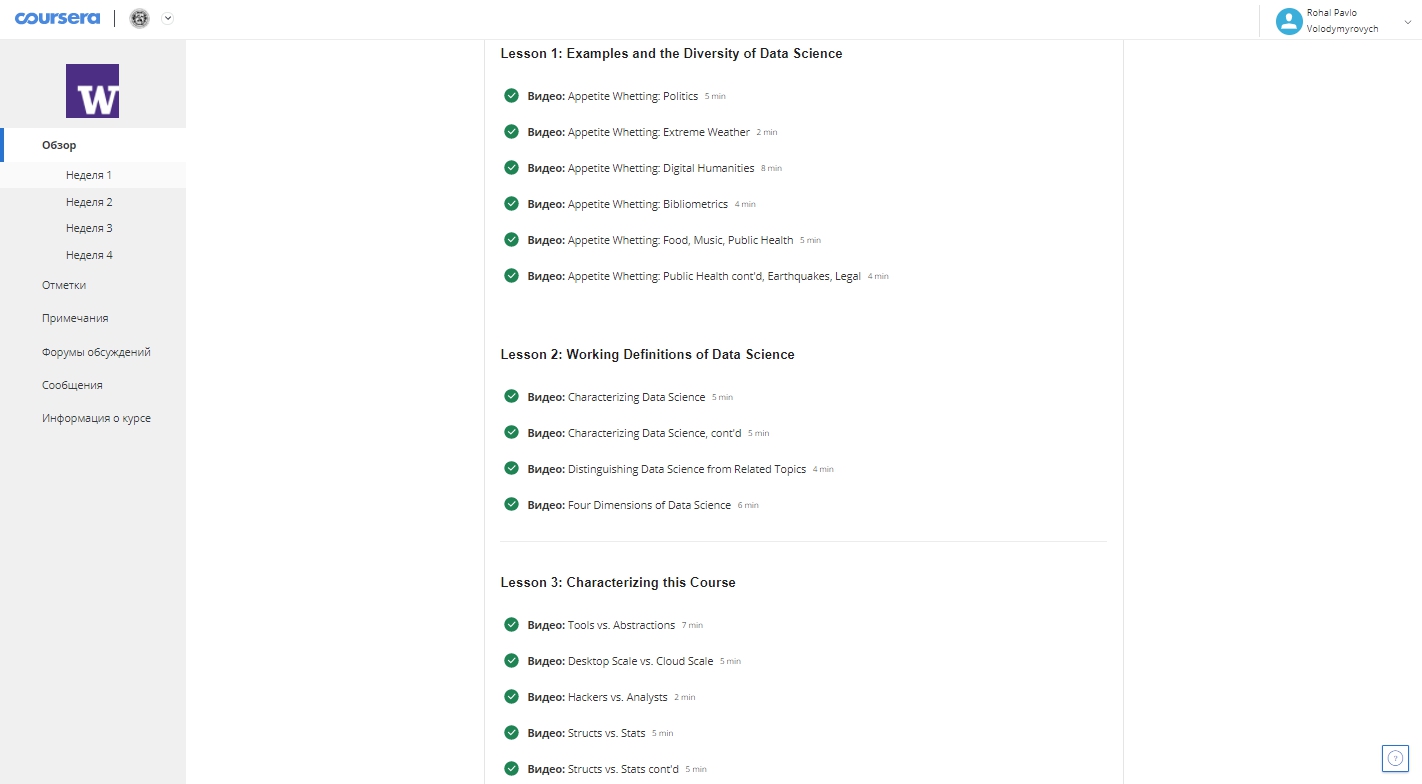 coursera
Rohal Pavlo
Volodymyrovych
W
Обзор
Неделя 1
Неделя 2
Неделя 3
Неделя 4
Отметки
Примечания
Форумы обсуждений
Сообщения
Информация о курсе
Lesson 1: Examples and the Diversity of Data Science
Видео: Appetite Whetting: Politics 5 min
Видео: Appetite Whetting: Extreme Weather 2 min
Видео: Appetite Whetting: Digital Humanities 8 min
Видео: Appetite Whetting: Bibliometrics 4 min
Видео: Appetite Whetting: Food, Music, Public Health 5 min
Видео: Appetite Whetting: Public Health cont'd, Earthquakes, Legal 4 min
Lesson 2: Working Definitions of Data Science
Видео: Characterizing Data Science 5 min
Видео: Characterizing Data Science, cont'd 5 min
Видео: Distinguishing Data Science from Related Topics 4 min
Видео: Four Dimensions of Data Science 6 min
Lesson 3: Characterizing this Course
Видео: Tools vs. Abstractions 7 min
Видео: Desktop Scale vs. Cloud Scale 5 min
Видео: Hackers vs. Analysts 2 min
Видео: Structs vs. Stats 5 min
Видео: Structs vs. Stats cont'd 5 min
?